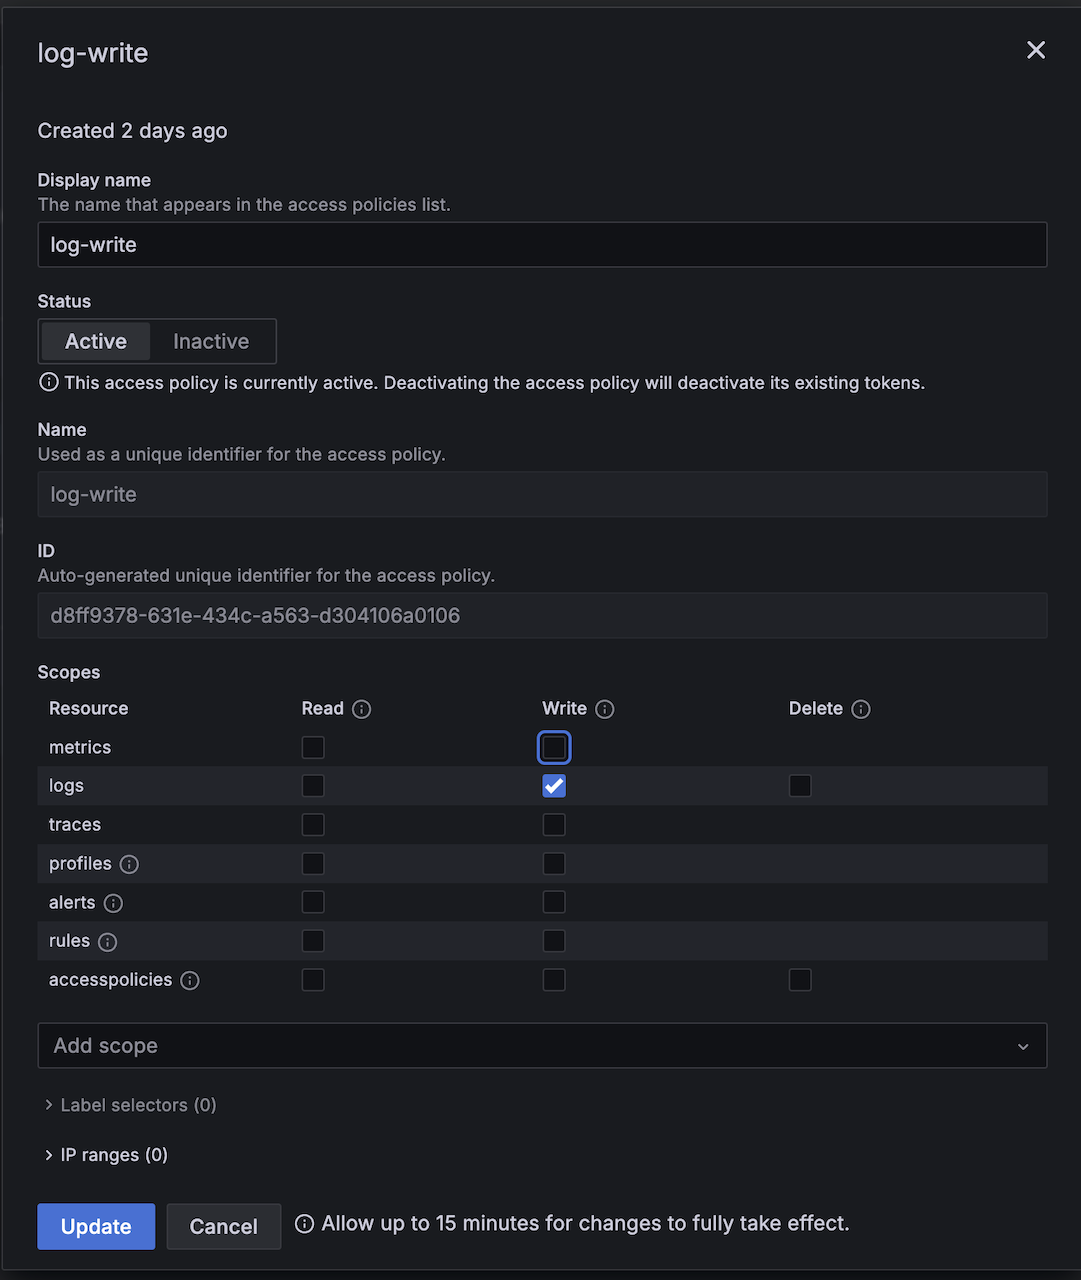 log-write
Created 2 days ago
Display name
The name that appears in the access policies list.
log-write
Status
Active Inactive
This access policy is currently active. Deactivating the access policy will deactivate its existing tokens.
Name
Used as a unique identifier for the access policy.
log-write
ID
Auto-generated unique identifier for the access policy.
d8ff9378-631e-434c-a563-d304106a0106
Scopes
Resource Read Write Delete
metrics
logs
traces
profiles
alerts
rules
accesspolicies
Add scope
Label selectors (0)
IP ranges (0)
Update Cancel Allow up to 15 minutes for changes to fully take effect.